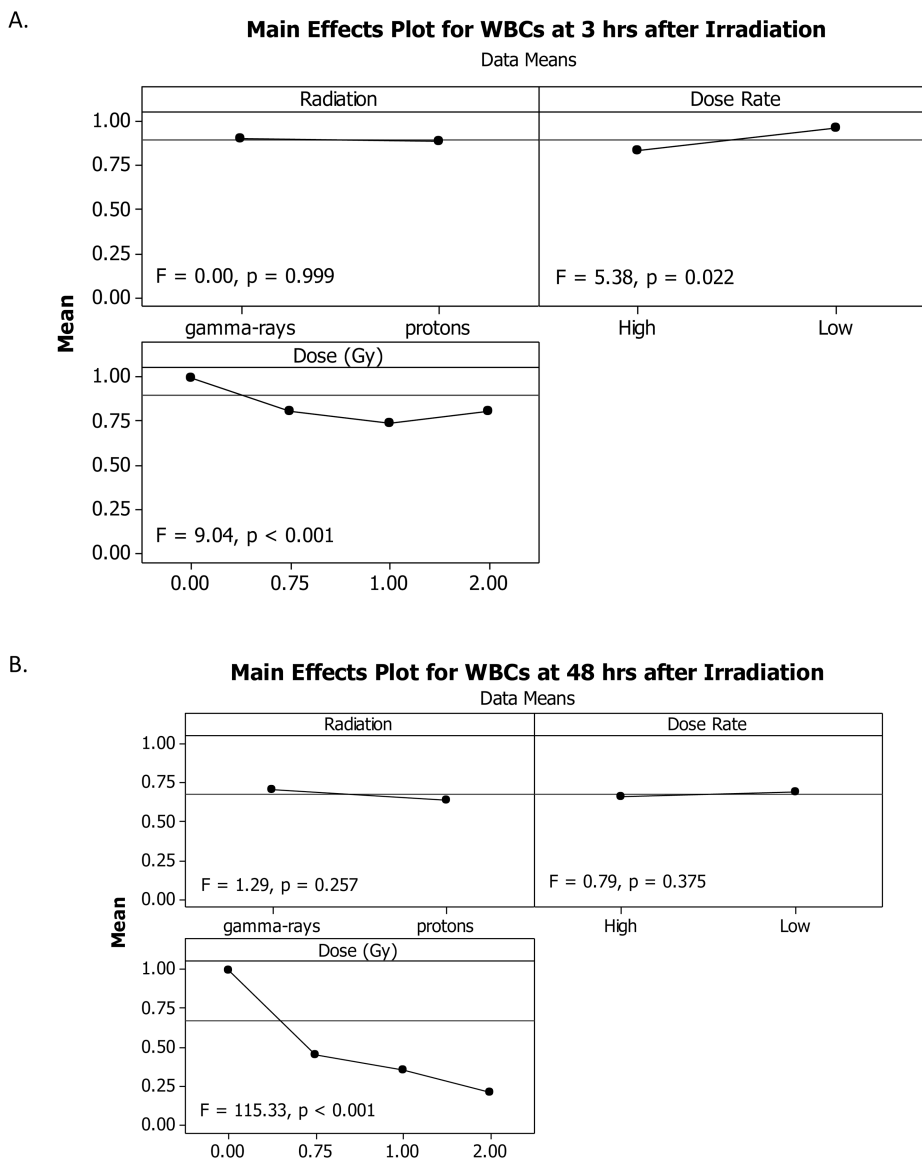 A.
Main Effects Plot for WBCs at 3 hrs after Irradiation
Data Means
Radiation Dose Rate
1.00
0.75
0.50
0.25
0.00
F = 0.00, p = 0.999
F = 5.38, p = 0.022
gamma-rays protons High Low
Mean
Dose (Gy)
1.00
0.75
0.50
0.25
0.00
F = 9.04, p < 0.001
0.00 0.75 1.00 2.00
B.
Main Effects Plot for WBCs at 48 hrs after Irradiation
Data Means
Radiation Dose Rate
1.00
0.75
0.50
0.25
0.00
F = 1.29, p = 0.257
F = 0.79, p = 0.375
gamma-rays protons High Low
Mean
Dose (Gy)
1.00
0.75
0.50
0.25
0.00
F = 115.33, p < 0.001
0.00 0.75 1.00 2.00